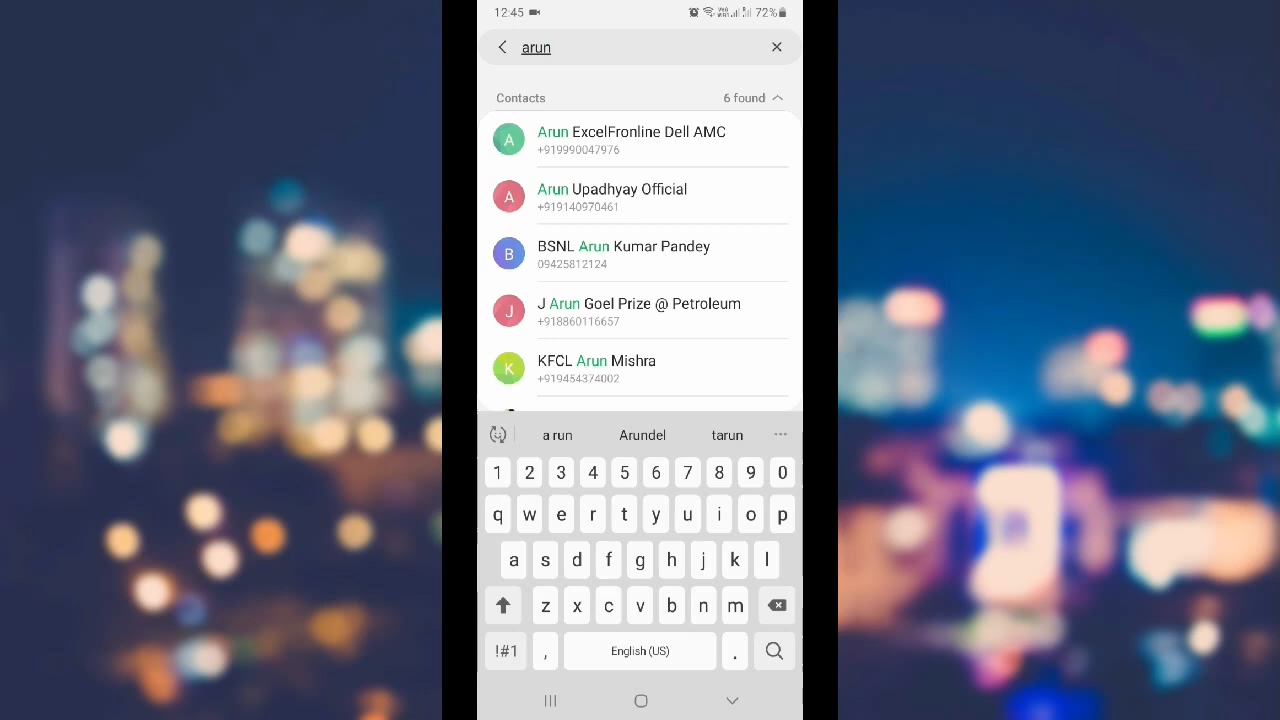 12:45 72%
arun
Contacts 6 found
Arun ExcelFronline Dell AMC
+919990047976
Arun Upadhyay Official
+919140970461
BSNL Arun Kumar Pandey
09425812124
J Arun Goel Prize @ Petroleum
+918860116657
KFCL Arun Mishra
+919454374002
a run Arundel tarun ...
1 2 3 4 5 6 7 8 9 0
q w e r t y u i o p
a s d f g h j k l
z x c v b n m
!#1 , English (US) .